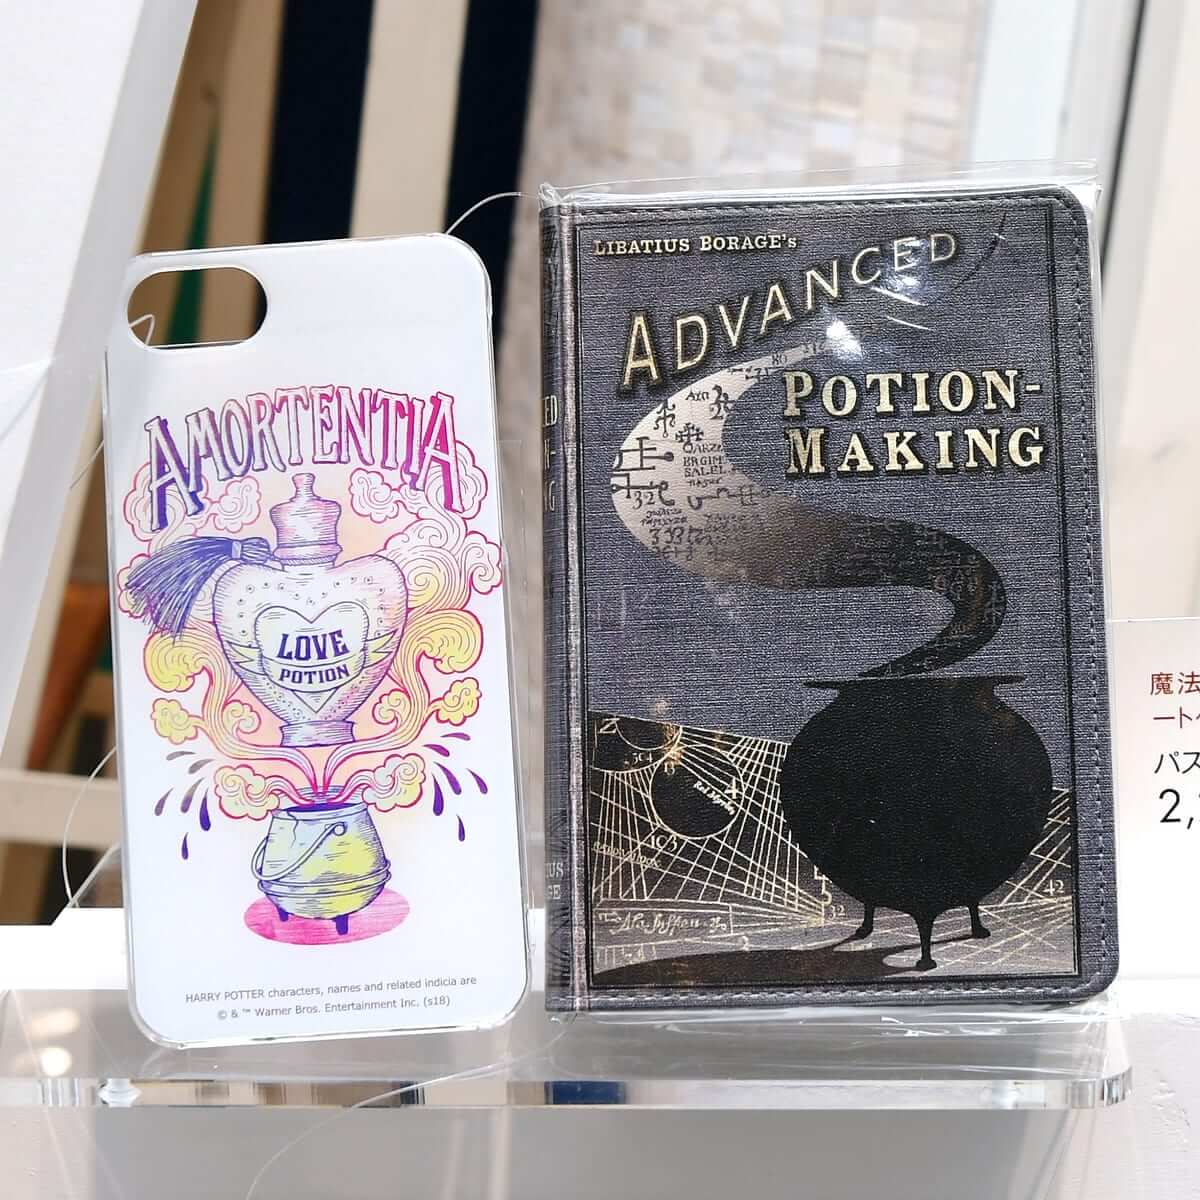 AMORTENTIA
LOVE
POTION
HARRY POTTER characters, names and related indicia are
© & ™ Warner Bros. Entertainment Inc. (s18)
LIBATIUS BORAGE's
ADVANCED
POTION-
MAKING
魔法
ート
パス
2,